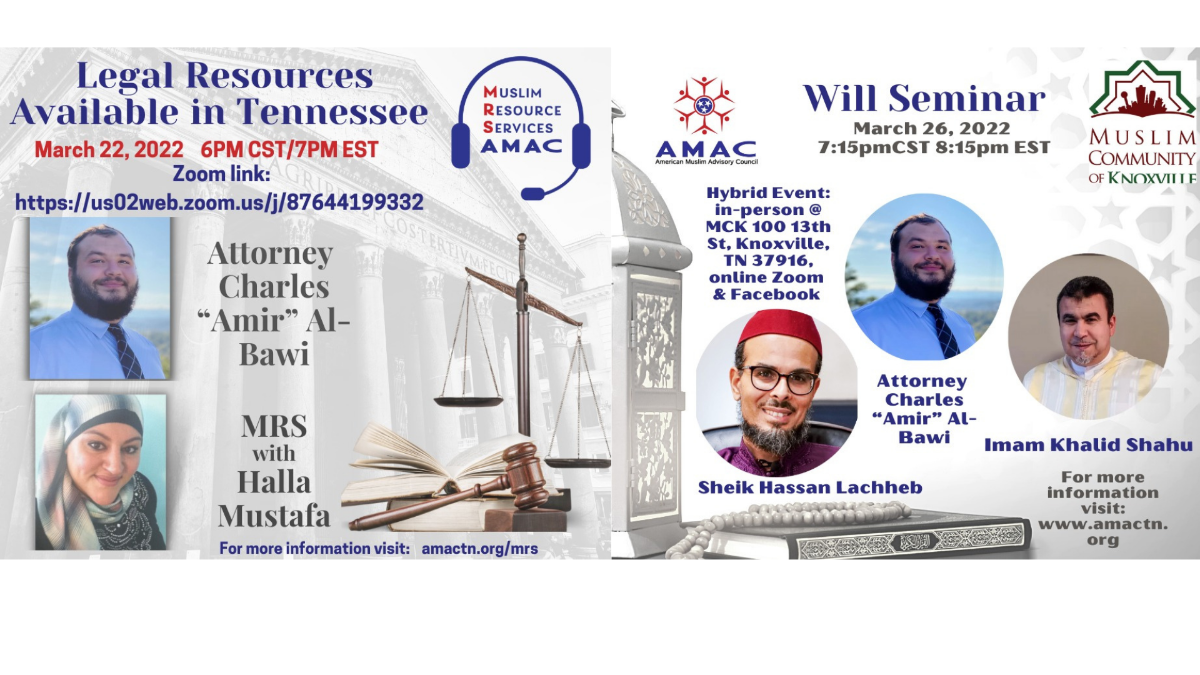 Legal Resources
Available in Tennessee
March 22, 2022 6PM CST/7PM EST
Zoom link:
https://us02web.zoom.us/j/87644199332
MUSLIM
RESOURCE
SERVICES
AMAC
Attorney
Charles
“Amir” Al-
Bawi
MRS
with
Halla
Mustafa
For more information visit: amactn.org/mrs
AMAC
American Muslim Advisory Council
Will Seminar
March 26, 2022
7:15pmCST 8:15pm EST
MUSLIM
COMMUNITY
OF KNOXVILLE
Hybrid Event:
in-person @
MCK 100 13th
St, Knoxville,
TN 37916,
online Zoom
& Facebook
Attorney
Charles
“Amir” Al-
Bawi
Imam Khalid Shahu
Sheik Hassan Lachheb
For more
information
visit:
www.amactn.
org